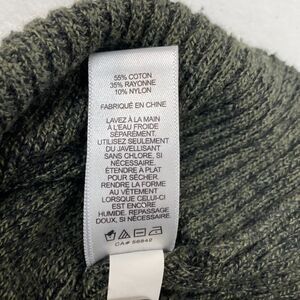 55% COTON
35% RAYONNE
10% NYLON
FABRIQUÉ EN CHINE
LAVEZ À LA MAIN
À L'EAU FROIDE
SÉPARÉMENT.
UTILISEZ SEULEMENT
DU JAVELLISANT
SANS CHLORE, SI
NÉCESSAIRE.
ÉTENDRE À PLAT
POUR SÉCHER.
RENDRE LA FORME
AU VÊTEMENT
LORSQUE CELUI-CI
EST ENCORE
HUMIDE. REPASSAGE
DOUX, SI NÉCESSAIRE.
CA# 56842